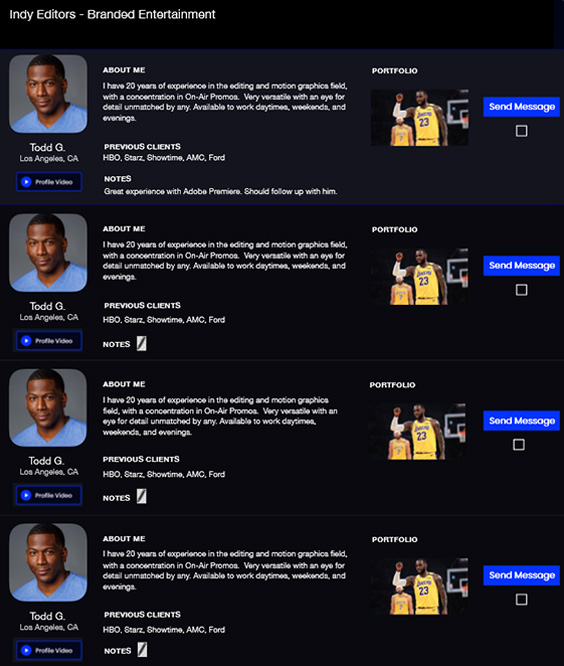 Indy Editors - Branded Entertainment
ABOUT ME
I have 20 years of experience in the editing and motion graphics field,
with a concentration in On-Air Promos. Very versatile with an eye for
detail unmatched by any. Available to work daytimes, weekends, and
evenings.
PREVIOUS CLIENTS
HBO, Starz, Showtime, AMC, Ford
NOTES
Great experience with Adobe Premiere. Should follow up with him.
Todd G.
Los Angeles, CA
Profile Video
PORTFOLIO
LAKERS
23
Send Message
ABOUT ME
I have 20 years of experience in the editing and motion graphics field,
with a concentration in On-Air Promos. Very versatile with an eye for
detail unmatched by any. Available to work daytimes, weekends, and
evenings.
PREVIOUS CLIENTS
HBO, Starz, Showtime, AMC, Ford
NOTES
Todd G.
Los Angeles, CA
Profile Video
PORTFOLIO
LAKERS
23
Send Message
ABOUT ME
I have 20 years of experience in the editing and motion graphics
field, with a concentration in On-Air Promos. Very versatile with an
eye for detail unmatched by any. Available to work daytimes,
weekends, and evenings.
PREVIOUS CLIENTS
HBO, Starz, Showtime, AMC, Ford
NOTES
Todd G.
Los Angeles, CA
Profile Video
PORTFOLIO
LAKERS
23
Send Message
ABOUT ME
I have 20 years of experience in the editing and motion graphics field,
with a concentration in On-Air Promos. Very versatile with an eye for
detail unmatched by any. Available to work daytimes, weekends, and
evenings.
PREVIOUS CLIENTS
HBO, Starz, Showtime, AMC, Ford
NOTES
Todd G.
Los Angeles, CA
Profile Video
PORTFOLIO
LAKERS
23
Send Message